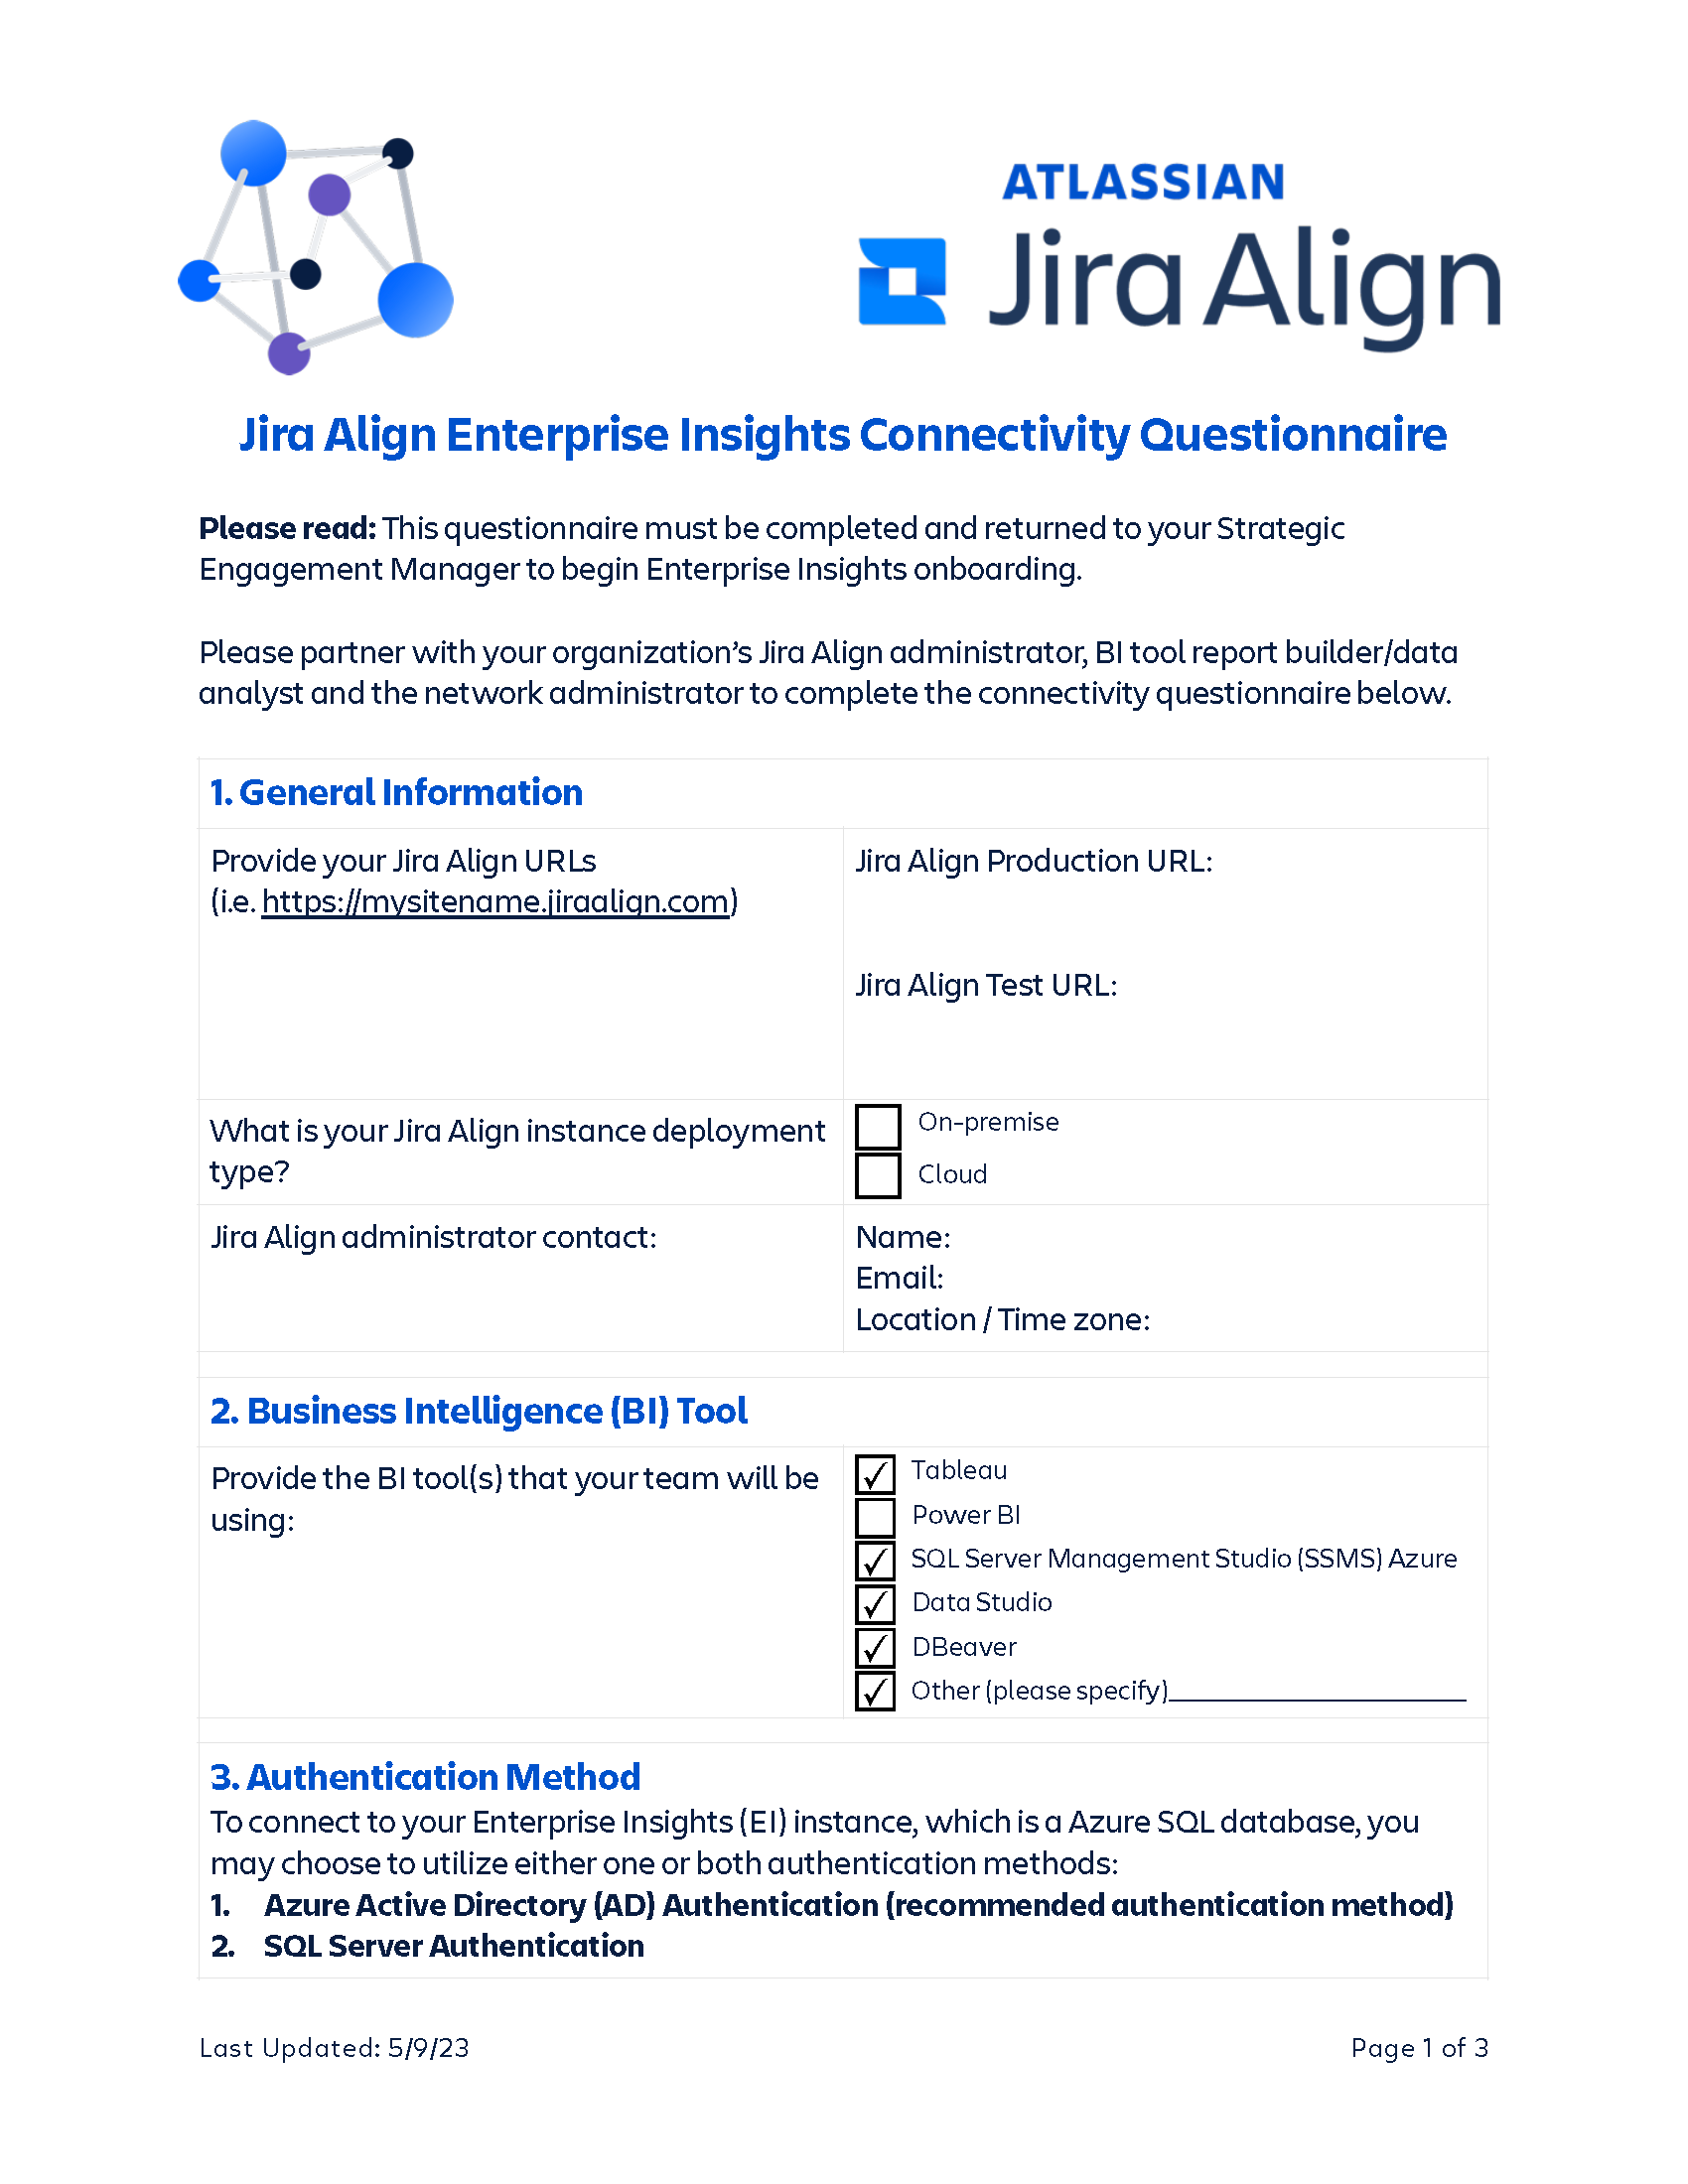 ATLASSIAN
Jira Align
Jira Align Enterprise Insights Connectivity Questionnaire
Please read: This questionnaire must be completed and returned to your Strategic
Engagement Manager to begin Enterprise Insights onboarding.
Please partner with your organization’s Jira Align administrator, BI tool report builder/data
analyst and the network administrator to complete the connectivity questionnaire below.
1. General Information
Provide your Jira Align URLs
(i.e. https://mysitename.jiraalign.com)
Jira Align Production URL:
Jira Align Test URL:
What is your Jira Align instance deployment
type?
On-premise
Cloud
Jira Align administrator contact:
Name:
Email:
Location / Time zone:
2. Business Intelligence (BI) Tool
Provide the BI tool(s) that your team will be
using:
Tableau
Power BI
SQL Server Management Studio (SSMS) Azure
Data Studio
DBeaver
Other (please specify)
3. Authentication Method
To connect to your Enterprise Insights (EI) instance, which is a Azure SQL database, you
may choose to utilize either one or both authentication methods:
1. Azure Active Directory (AD) Authentication (recommended authentication method)
2. SQL Server Authentication
Last Updated: 5/9/23
Page 1 of 3